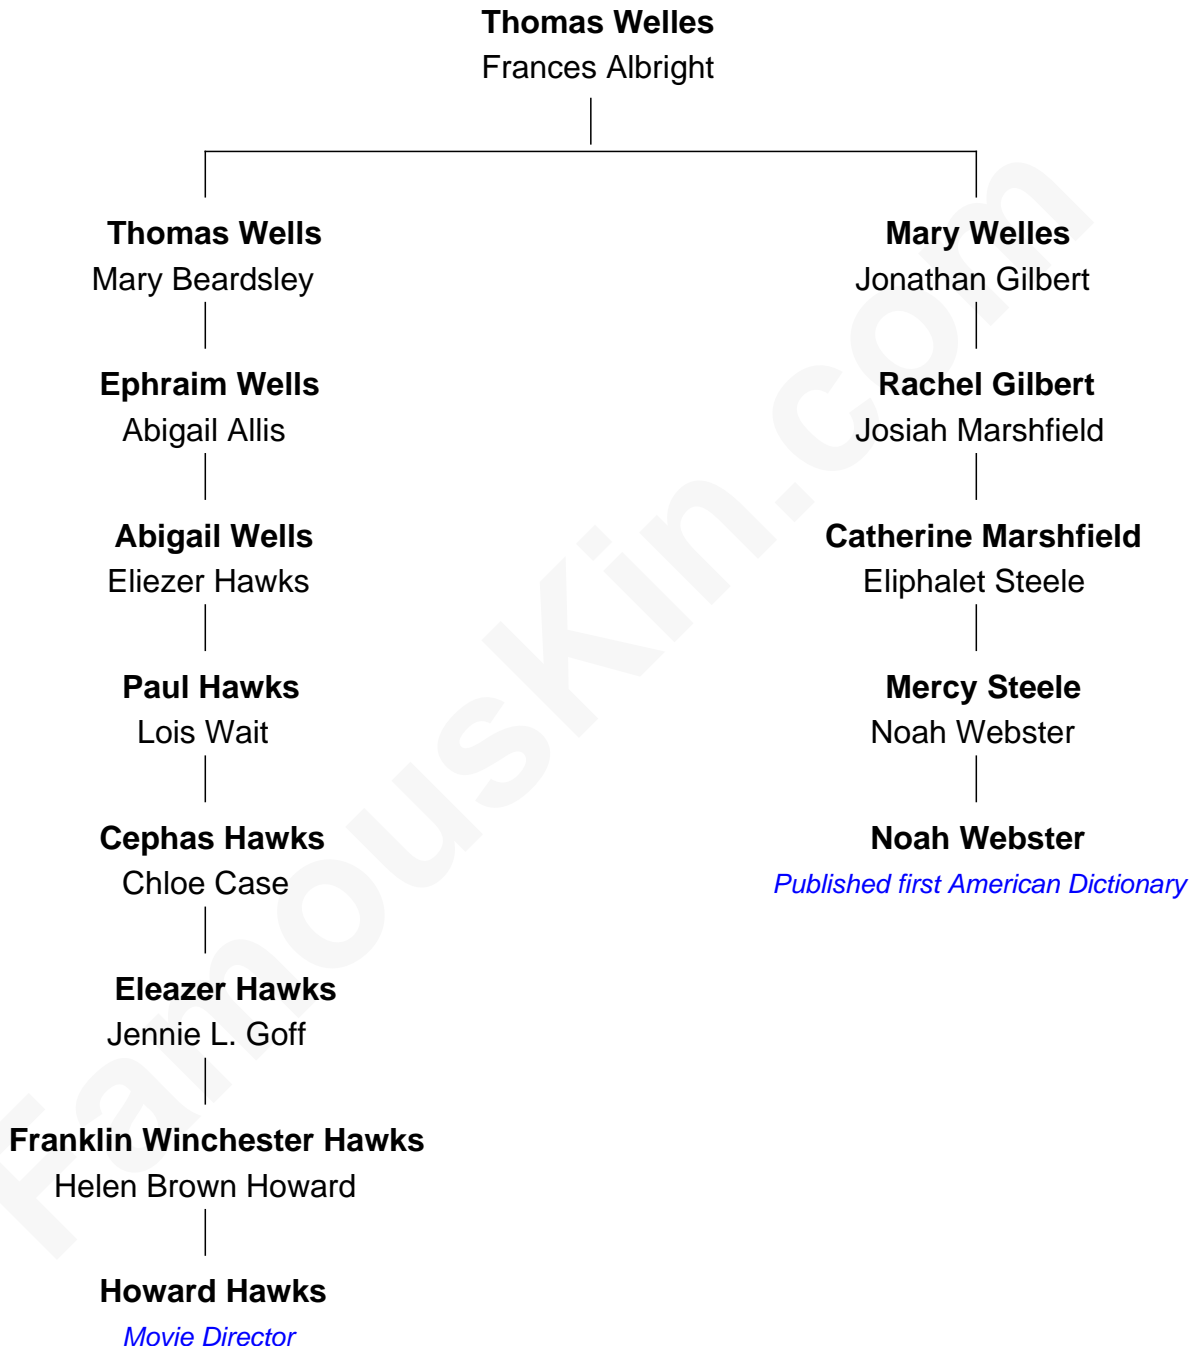 Thomas Welles
Frances Albright
Thomas Wells
Mary Beardsley
Mary Welles
Jonathan Gilbert
Ephraim Wells
Abigail Allis
Rachel Gilbert
Josiah Marshfield
Abigail Wells
Eliezer Hawks
Catherine Marshfield
Eliphalet Steele
Paul Hawks
Lois Wait
Mercy Steele
Noah Webster
Cephas Hawks
Chloe Case
Noah Webster
Published first American Dictionary
Eleazer Hawks
Jennie L. Goff
Franklin Winchester Hawks
Helen Brown Howard
Howard Hawks
Movie Director
FamousKin.com